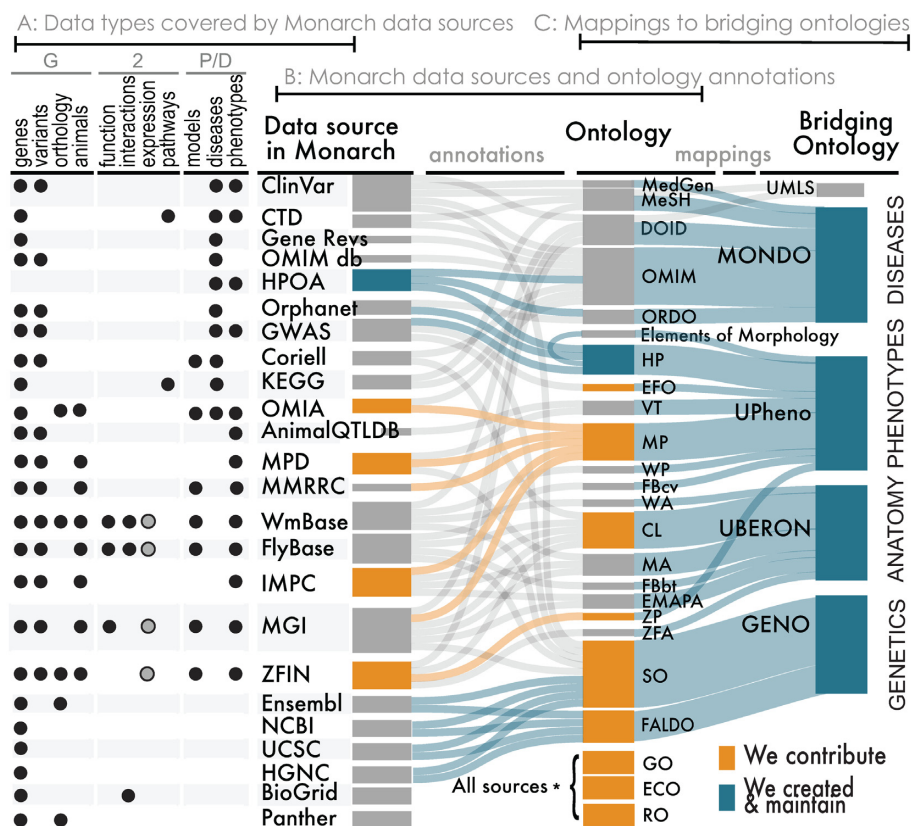 A: Data types covered by Monarch data sources
C: Mappings to bridging ontologies
G
2
P/D
B: Monarch data sources and ontology annotations
genes
variants
orthology
animals
function
interactions
expression
pathways
models
diseases
phenotypes
Data source
in Monarch
annotations
Ontology
mappings
Bridging
Ontology
ClinVar
CTD
Gene Revs
OMIM db
HPOA
Orphanet
GWAS
Coriell
KEGG
OMIA
AnimalQTLDB
MPD
MMRRC
WmBase
FlyBase
IMPC
MGI
ZFIN
Ensembl
NCBI
UCSC
HGNC
BioGrid
Panther
MedGen
MeSH
DOID
OMIM
ORDO
Elements of Morphology
HP
EFO
VT
MP
WP
FBcv
WA
CL
MA
FBbt
EMAPA
ZP
ZFA
SO
FALDO
All sources *
GO
ECO
RO
UMLS
MONDO
UPheno
UBERON
GENO
DISEASES
PHENOTYPES
ANATOMY
GENETICS
We contribute
We created
& maintain